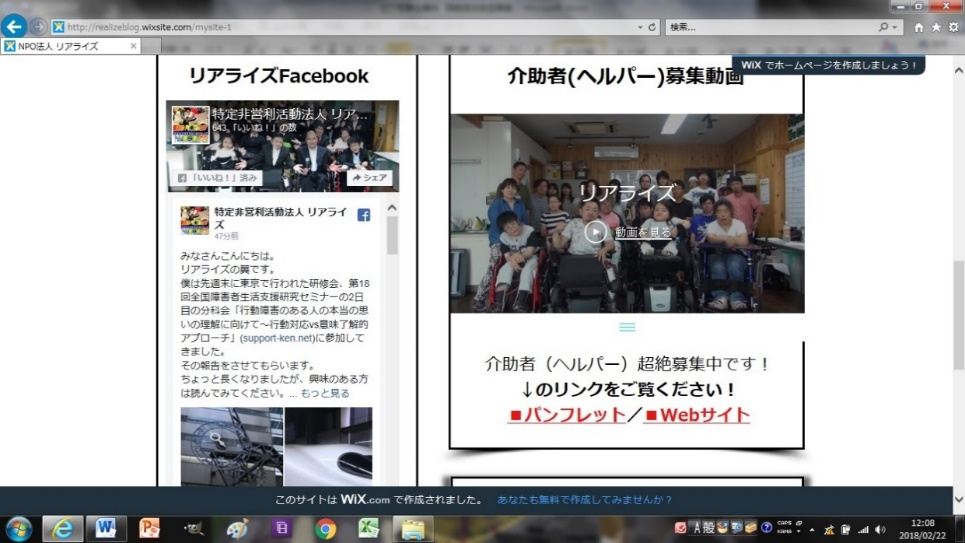 http://realizeblog.wixsite.com/mysite-1
検索...
NPO法人 リアライズ
WiX でホームページを作成しましょう！
リアライズFacebook
特定非営利活動法人 リア...
643「いいね！」の数
「いいね！」済み
シェア
特定非営利活動法人 リアライ
ズ
47分前
みなさんこんにちは。
リアライズの翼です。
僕は先週末に東京で行われた研修会、第18
回全国障害者生活支援研究セミナーの2日
目の分科会「行動障害のある人の本当の思
いの理解に向けて～行動対応vs意味了解的
アプローチ」(support-ken.net)に参加して
きました。
その報告をさせてもらいます。
ちょっと長くなりましたが、興味のある方
は読んでみてください。... もっと見る
介助者(ヘルパー)募集動画
リアライズ
動画を見る
介助者（ヘルパー）超絶募集中です！
↓のリンクをご覧ください！
■パンフレット／■Webサイト
このサイトは WiX.com で作成されました。 あなたも無料で作成してみませんか？
A 般
CAPS
KANA
12:08
2018/02/22